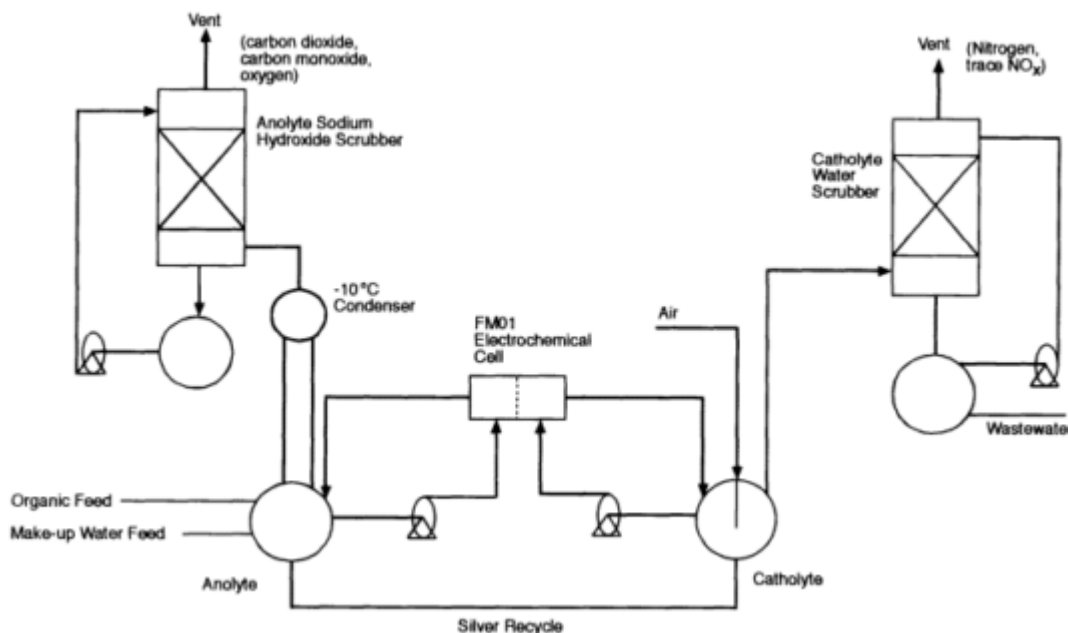 Vent
(carbon dioxide,
carbon monoxide,
oxygen)
Anolyte Sodium
Hydroxide Scrubber
-10°C
Condenser
FM01
Electrochemical
Cell
Air
Vent
(Nitrogen,
trace NOx)
Catholyte
Water
Scrubber
Wastewater
Organic Feed
Make-up Water Feed
Anolyte
Catholyte
Silver Recycle